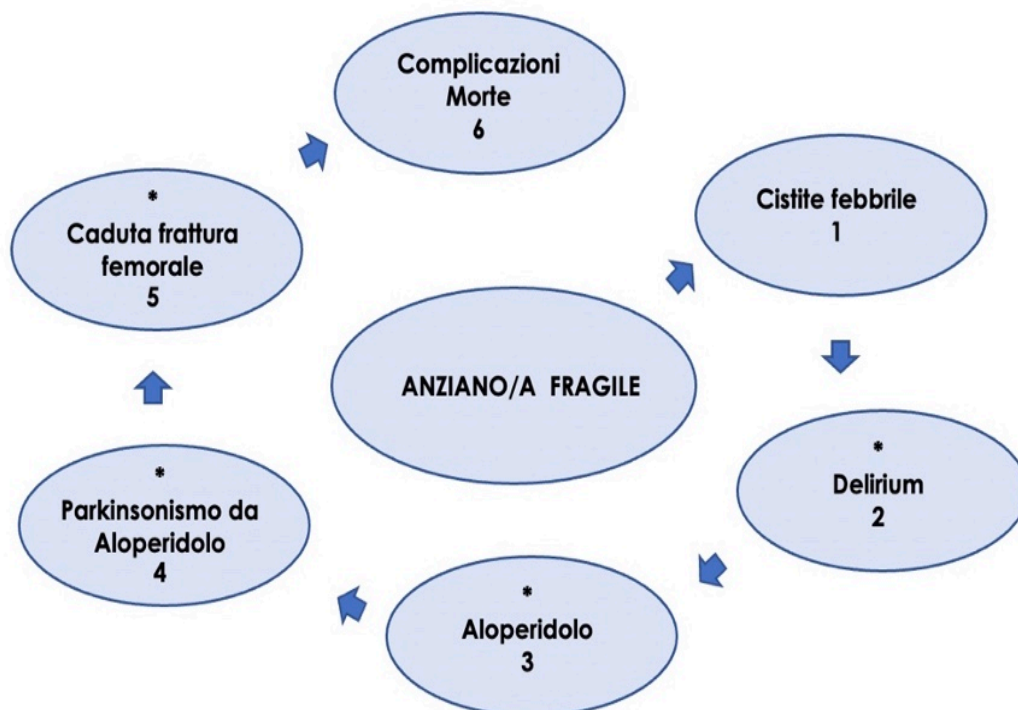 ANZIANO/A FRAGILE
Cistite febbrile
1
*
Delirium
2
*
Aloperidolo
3
*
Parkinsonismo da
Aloperidolo
4
*
Caduta frattura
femorale
5
Complicazioni
Morte
6